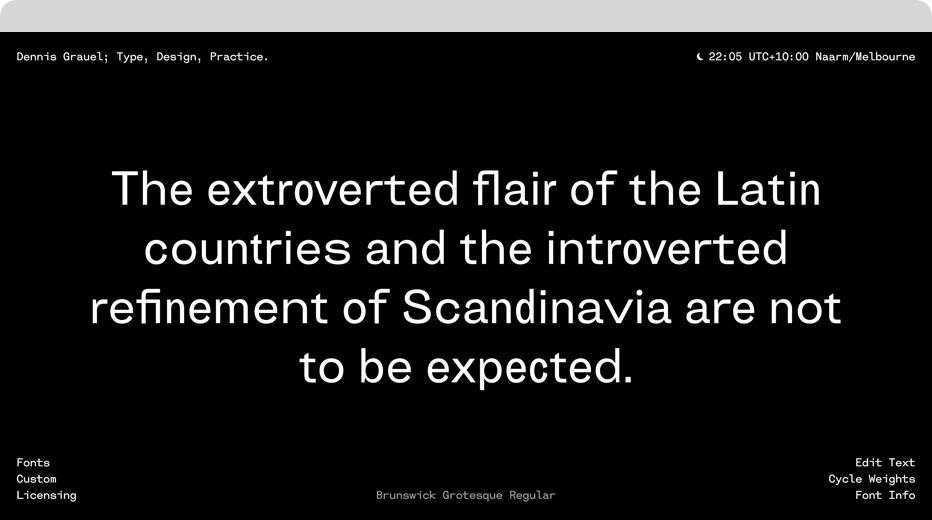 Dennis Grauel; Type, Design, Practice.
22:05 UTC+10:00 Naarm/Melbourne
The extroverted flair of the Latin
countries and the introverted
refinement of Scandinavia are not
to be expected.
Fonts
Custom
Licensing
Brunswick Grotesque Regular
Edit Text
Cycle Weights
Font Info